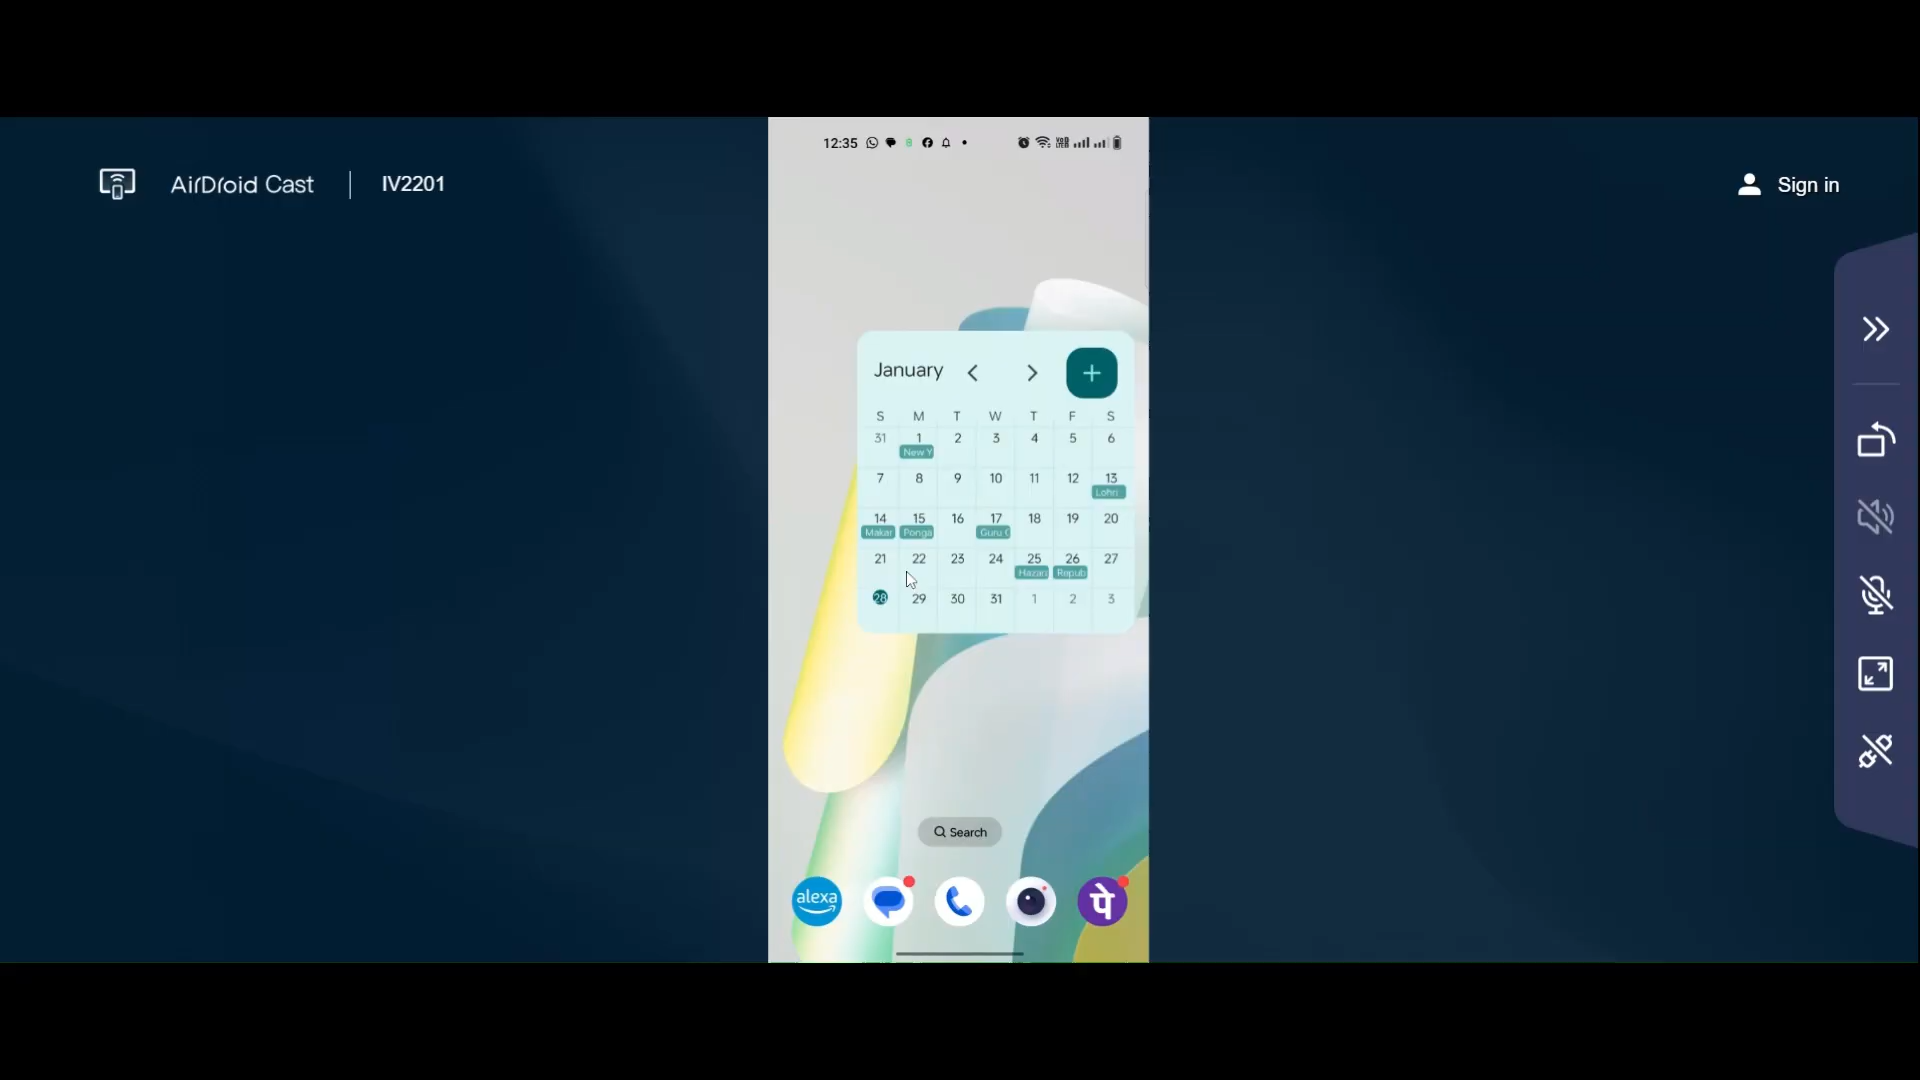 12:35
AirDroid Cast | IV2201
Sign in
January
S M T W T F S
31 1 2 3 4 5 6
New Y
7 8 9 10 11 12 13
Lohri
14 15 16 17 18 19 20
Makar Ponga Guru G
21 22 23 24 25 26 27
Hazara Repub
28 29 30 31 1 2 3
Search
alexa
पे